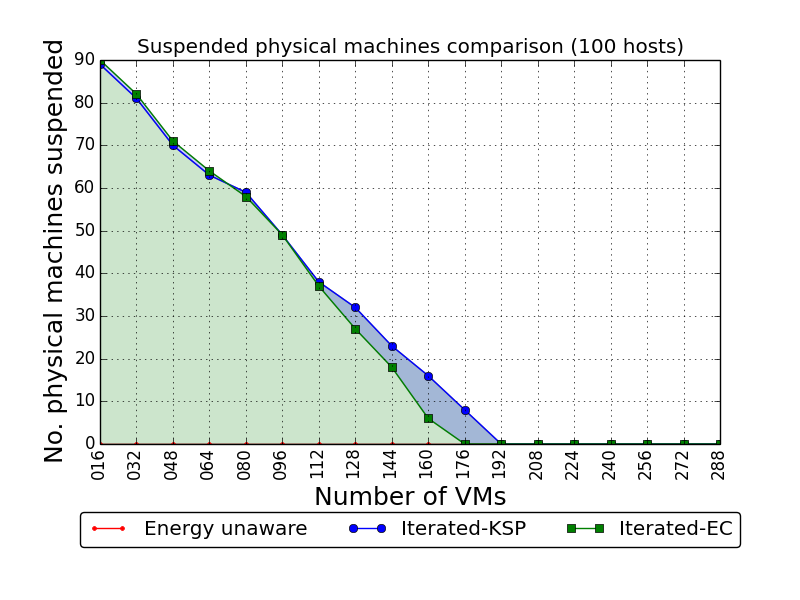 Suspended physical machines comparison (100 hosts)
No. physical machines suspended
90
80
70
60
50
40
30
20
10
0
016 032 048 064 080 096 112 128 144 160 176 192 208 224 240 256 272 288
Number of VMs
Energy unaware Iterated-KSP Iterated-EC